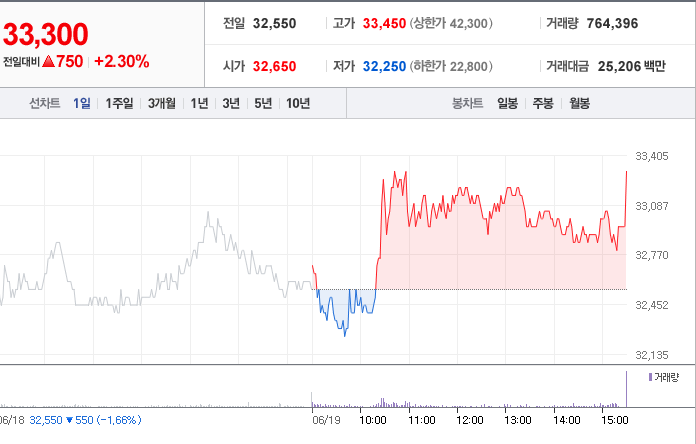 33,300
전일대비 ▲750 +2.30%
전일 32,550 고가 33,450 (상한가 42,300) 거래량 764,396
시가 32,650 저가 32,250 (하한가 22,800) 거래대금 25,206 백만
선차트 1일 1주일 3개월 1년 3년 5년 10년 봉차트 일봉 주봉 월봉
33,405
33,087
32,770
32,452
32,135
거래량
06/18 32,550 ▼550 (-1,66%) 06/19 10:00 11:00 12:00 13:00 14:00 15:00